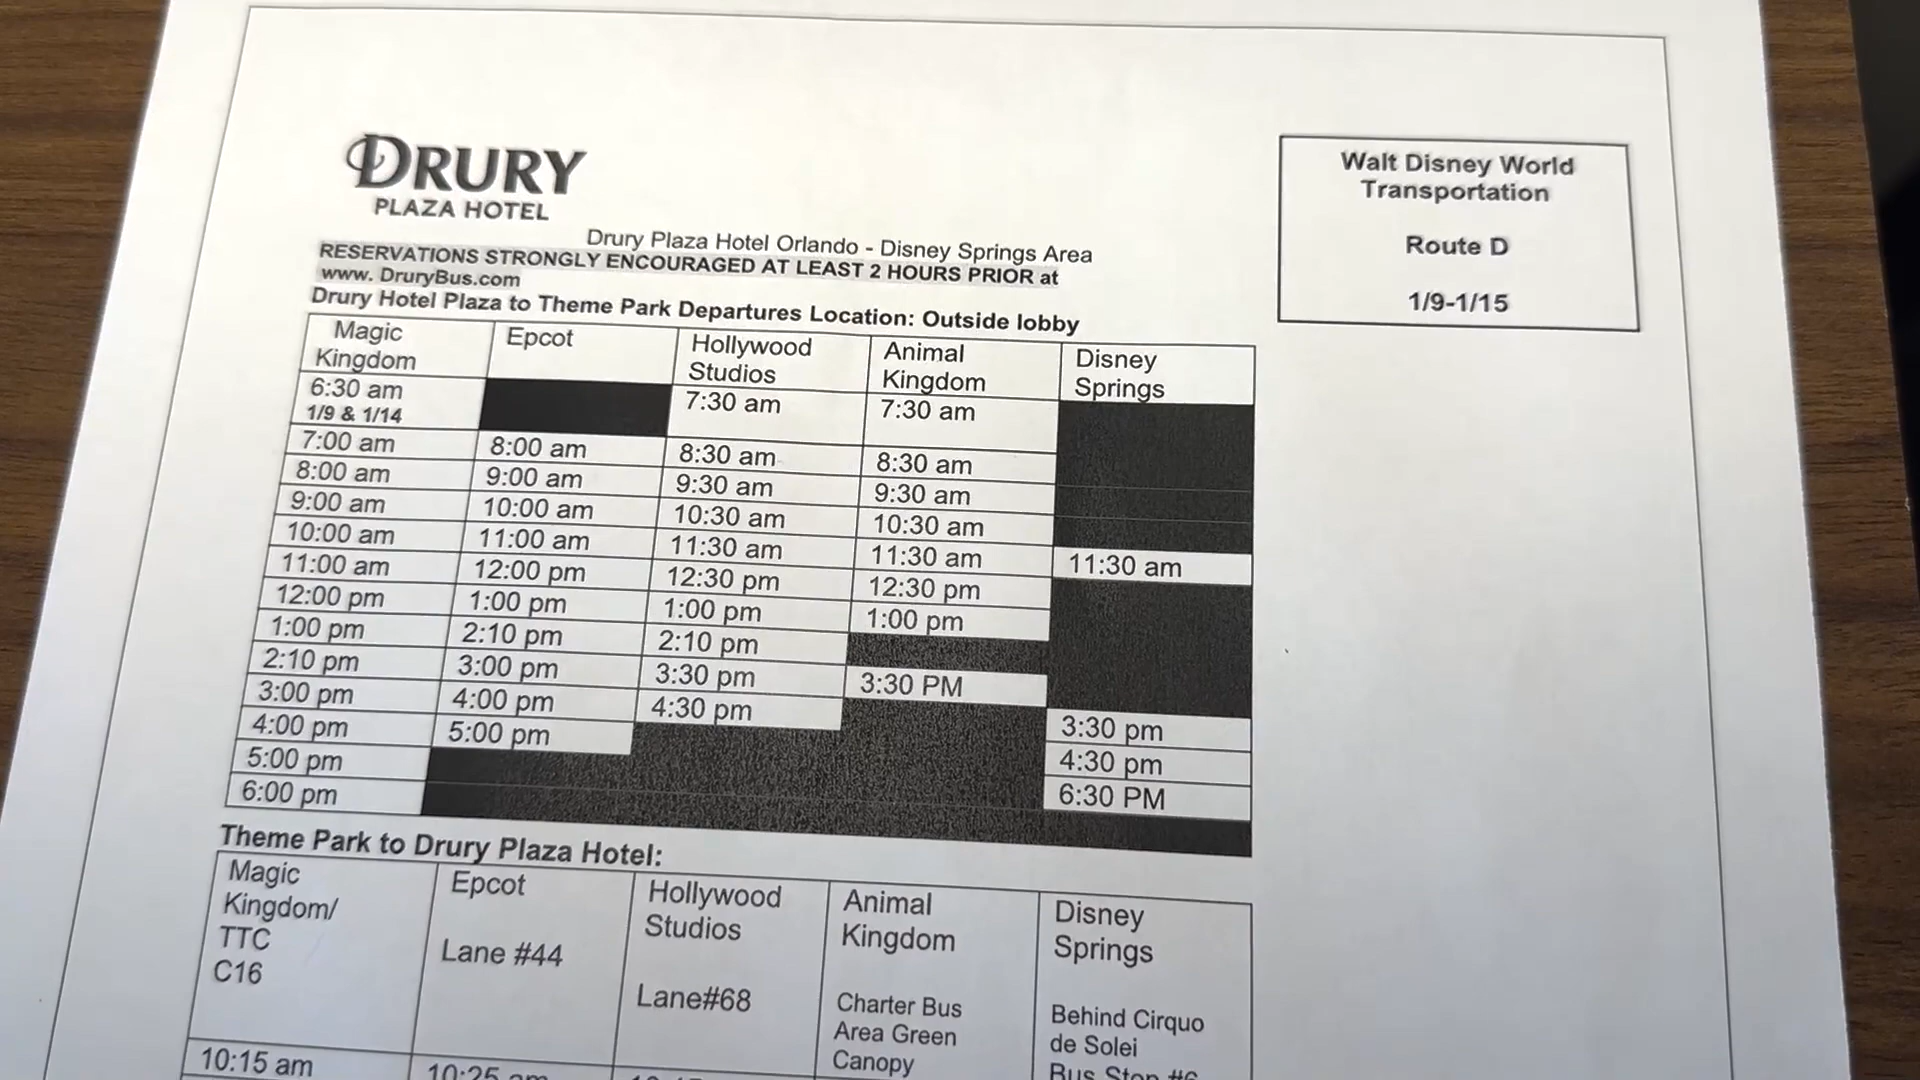 DRURY
PLAZA HOTEL
Walt Disney World
Transportation
Route D
1/9-1/15
Drury Plaza Hotel Orlando - Disney Springs Area
RESERVATIONS STRONGLY ENCOURAGED AT LEAST 2 HOURS PRIOR at
www. DruryBus.com
Drury Hotel Plaza to Theme Park Departures Location: Outside lobby
Magic Kingdom Epcot Hollywood Studios Animal Kingdom Disney Springs
6:30 am 1/9 & 1/14 7:30 am 7:30 am
7:00 am 8:00 am 8:30 am 8:30 am
8:00 am 9:00 am 9:30 am 9:30 am
9:00 am 10:00 am 10:30 am 10:30 am
10:00 am 11:00 am 11:30 am 11:30 am 11:30 am
11:00 am 12:00 pm 12:30 pm 12:30 pm
12:00 pm 1:00 pm 1:00 pm 1:00 pm
1:00 pm 2:10 pm 2:10 pm
2:10 pm 3:00 pm 3:30 pm 3:30 PM
3:00 pm 4:00 pm 4:30 pm 3:30 pm
4:00 pm 5:00 pm 4:30 pm
5:00 pm 6:30 PM
6:00 pm
Theme Park to Drury Plaza Hotel:
Magic Kingdom/ TTC C16
Epcot Lane #44
Hollywood Studios Lane#68
Animal Kingdom Charter Bus Area Green Canopy
Disney Springs Behind Cirquo de Solei Bus Stop #6
10:15 am 10:25 am